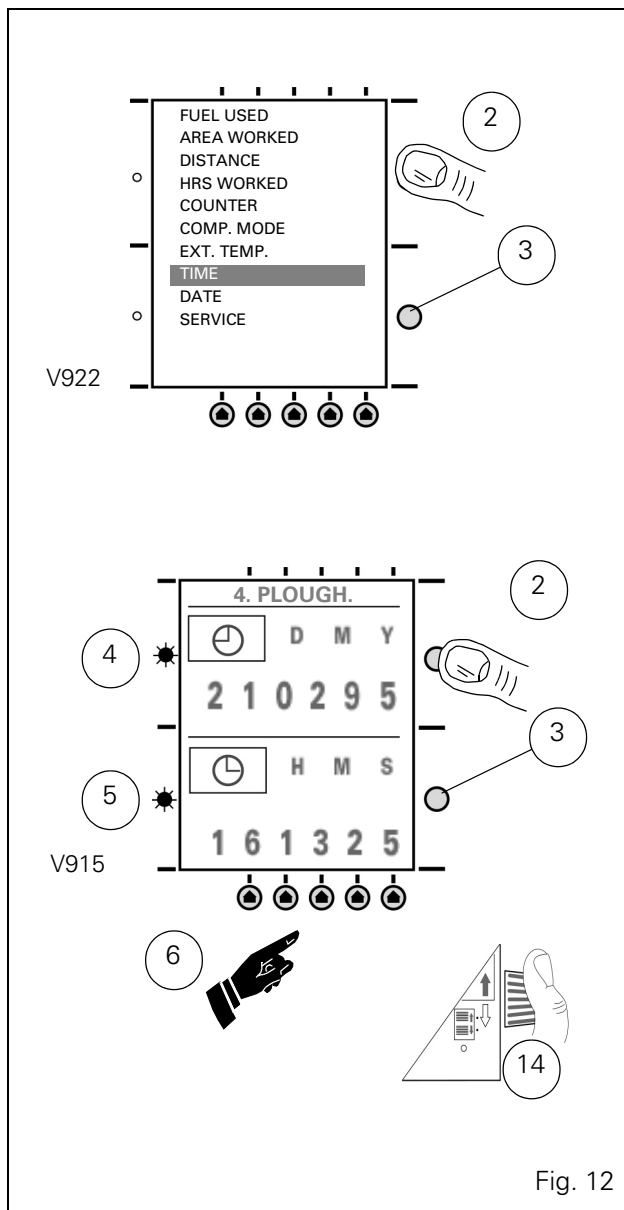 2
FUEL USED
AREA WORKED
DISTANCE
HRS WORKED
COUNTER
COMP. MODE
EXT. TEMP.
TIME
DATE
SERVICE
3
V922
4. PLOUGH.
2
4
D M Y
2 1 0 2 9 5
3
5
H M S
1 6 1 3 2 5
V915
6
14
Fig. 12